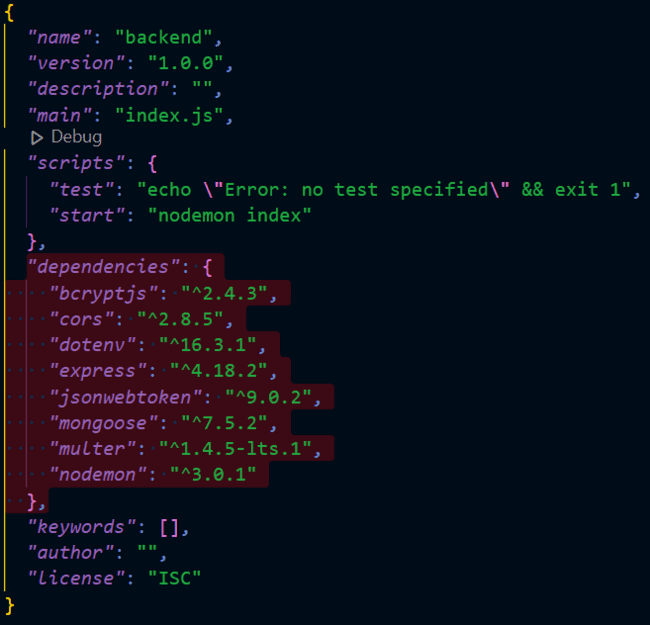 {
"name": "backend",
"version": "1.0.0",
"description": "",
"main": "index.js",
Debug
"scripts": {
"test": "echo \"Error: no test specified\" && exit 1",
"start": "nodemon index"
},
"dependencies": {
"bcryptjs": "^2.4.3",
"cors": "^2.8.5",
"dotenv": "^16.3.1",
"express": "^4.18.2",
"jsonwebtoken": "^9.0.2",
"mongoose": "^7.5.2",
"multer": "^1.4.5-lts.1",
"nodemon": "^3.0.1"
},
"keywords": [],
"author": "",
"license": "ISC"
}